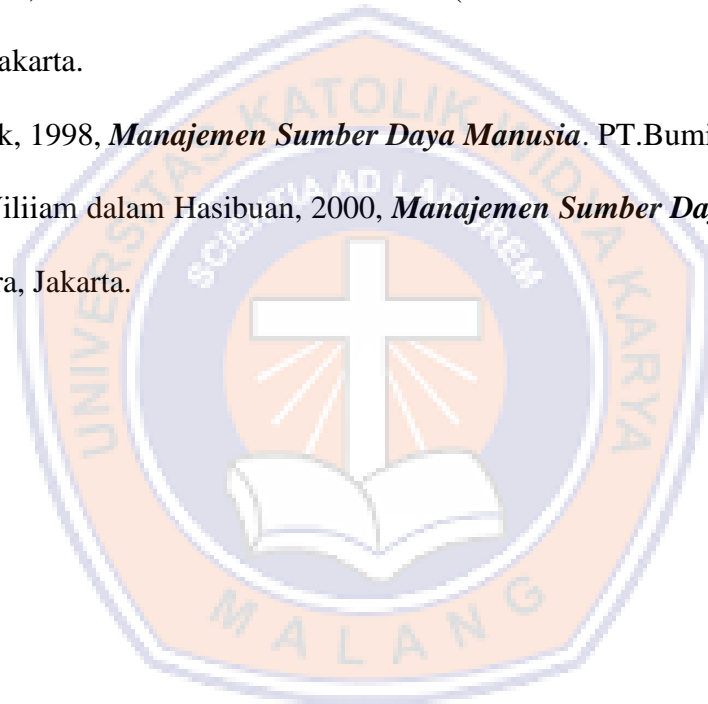 akarta.
k, 1998, Manajemen Sumber Daya Manusia. PT.Bumi
iliiam dalam Hasibuan, 2000, Manajemen Sumber Da
ra, Jakarta.
UNIVERSITAS KATOLIK WIDYA KARYA
SCIENTIA AD LABOREM
MALANG